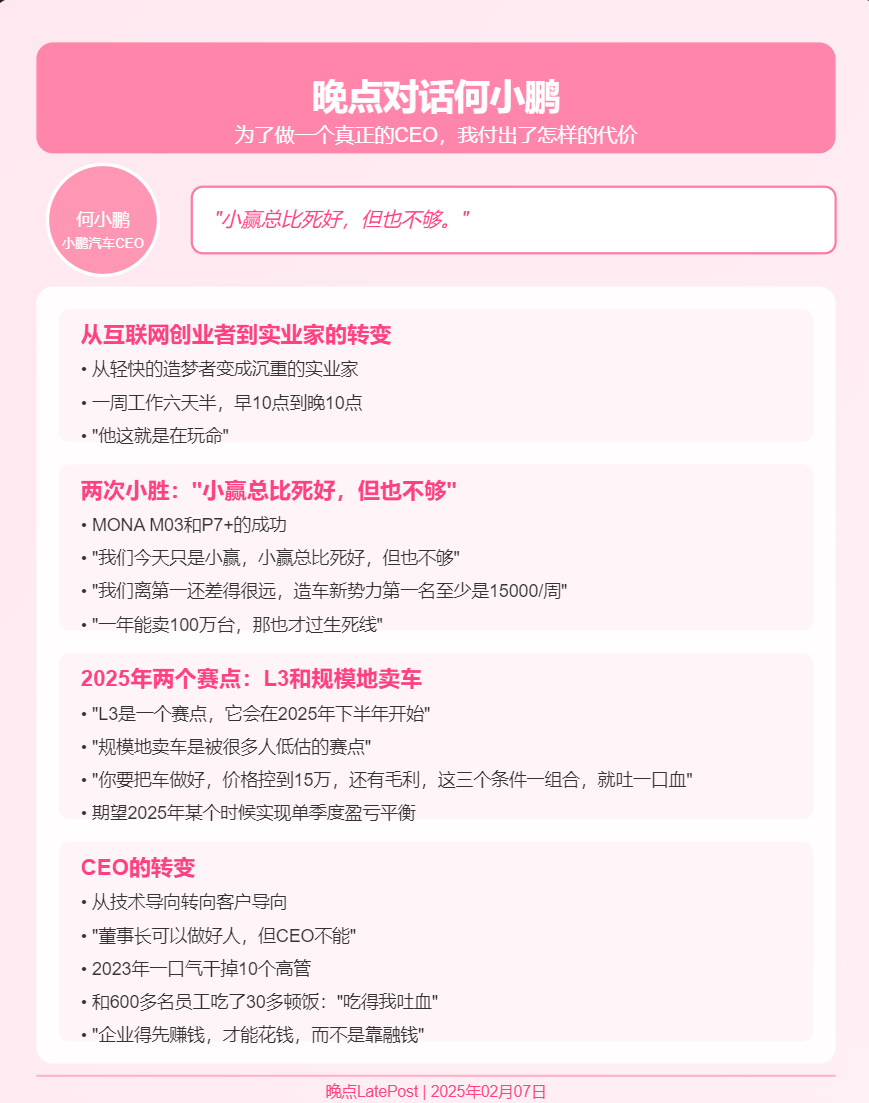 晚点对话何小鹏
为了做一个真正的CEO，我付出了怎样的代价
何小鹏
小鹏汽车CEO
"小赢总比死好，但也不够。"
从互联网创业者到实业家的转变
• 从轻快的造梦者变成沉重的实业家
• 一周工作六天半，早10点到晚10点
• "他这就是在玩命"
两次小胜："小赢总比死好，但也不够"
• MONA M03和P7+的成功
• "我们今天只是小赢，小赢总比死好，但也不够"
• "我们离第一还差得很远，造车新势力第一名至少是15000/周"
• "一年能卖100万台，那也才过生死线"
2025年两个赛点：L3和规模地卖车
• "L3是一个赛点，它会在2025年下半年开始"
• "规模地卖车是被很多人低估的赛点"
• "你要把车做好，价格控到15万，还有毛利，这三个条件一组合，就吐一口血"
• 期望2025年某个时候实现单季度盈亏平衡
CEO的转变
• 从技术导向转向客户导向
• "董事长可以做好人，但CEO不能"
• 2023年一口气干掉10个高管
• 和600多名员工吃了30多顿饭："吃得我吐血"
• "企业得先赚钱，才能花钱，而不是靠融钱"
晚点LatePost | 2025年02月07日